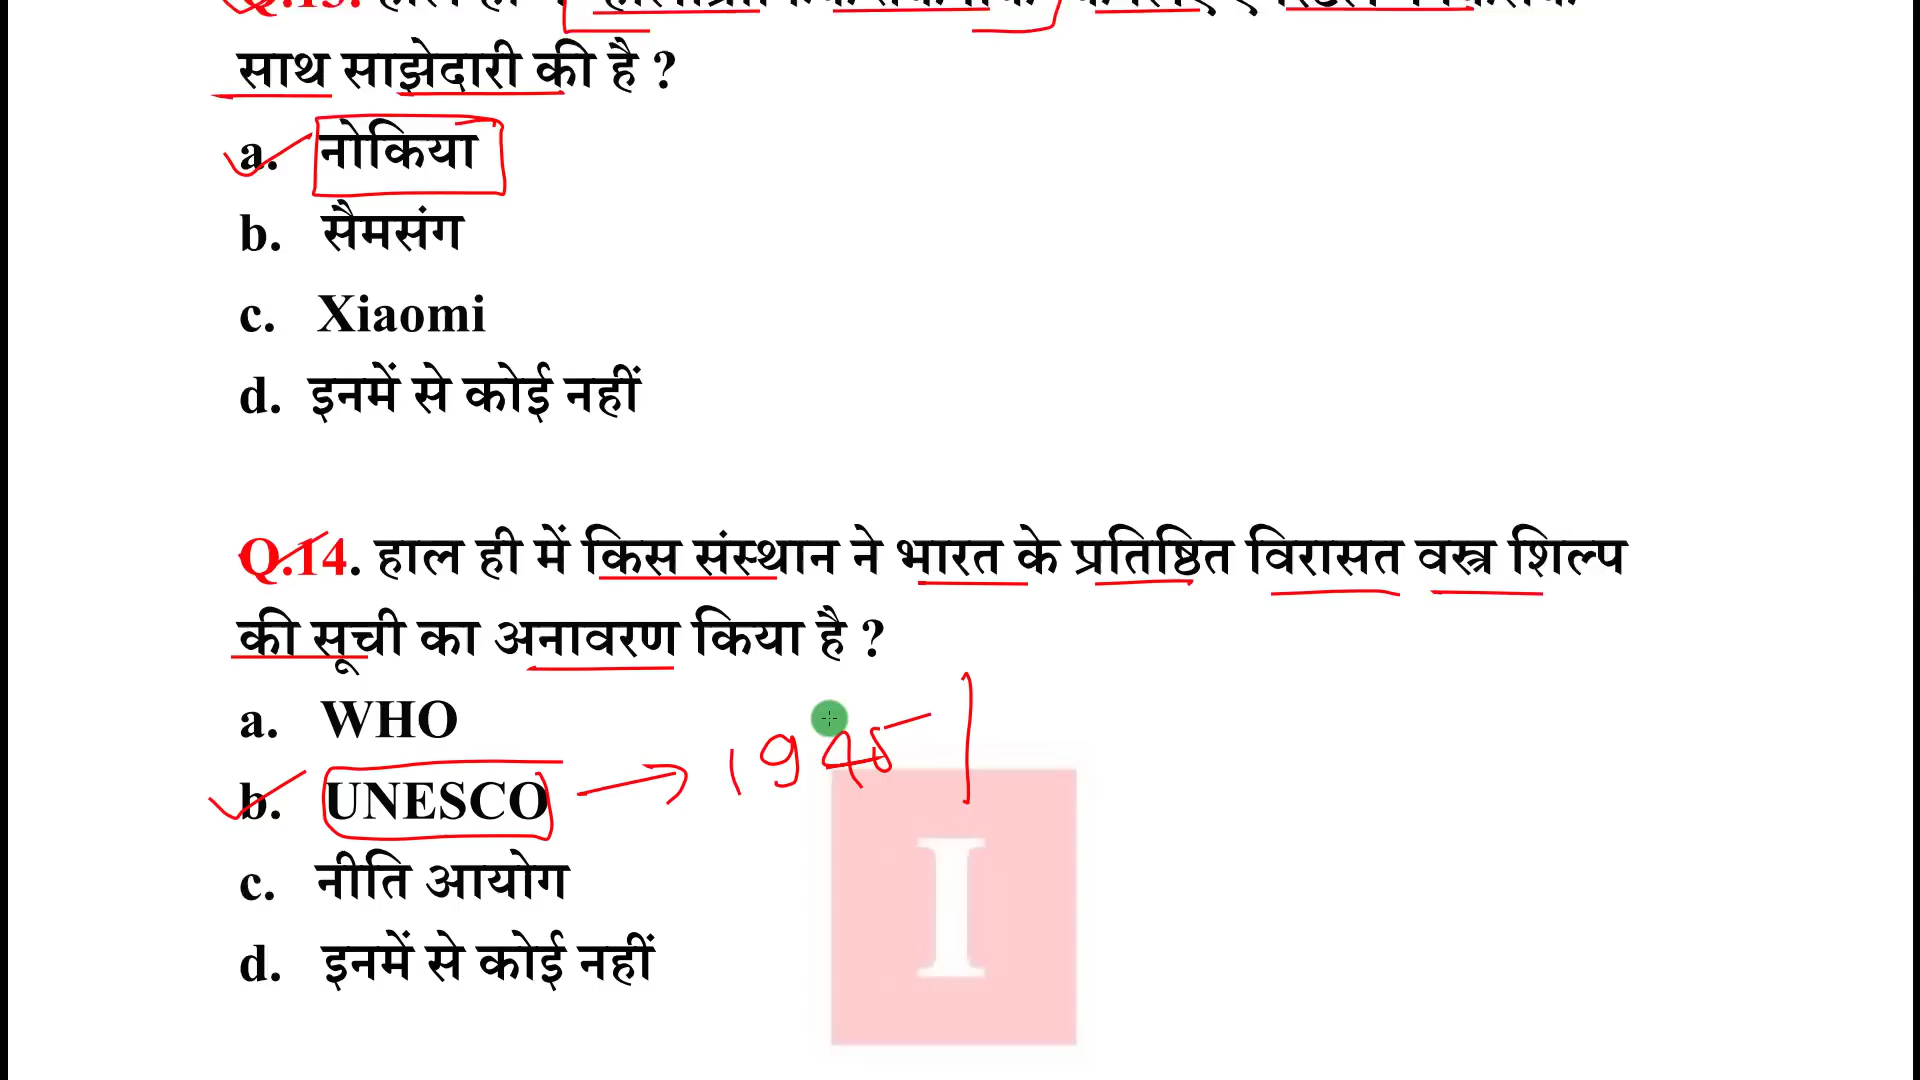 साथ साझेदारी की है ?
a. नोकिया
b. सैमसंग
c. Xiaomi
d. इनमें से कोई नहीं
Q.14. हाल ही में किस संस्थान ने भारत के प्रतिष्ठित विरासत वस्त्र शिल्प
की सूची का अनावरण किया है ?
a. WHO
b. UNESCO → 1945
c. नीति आयोग
d. इनमें से कोई नहीं
I